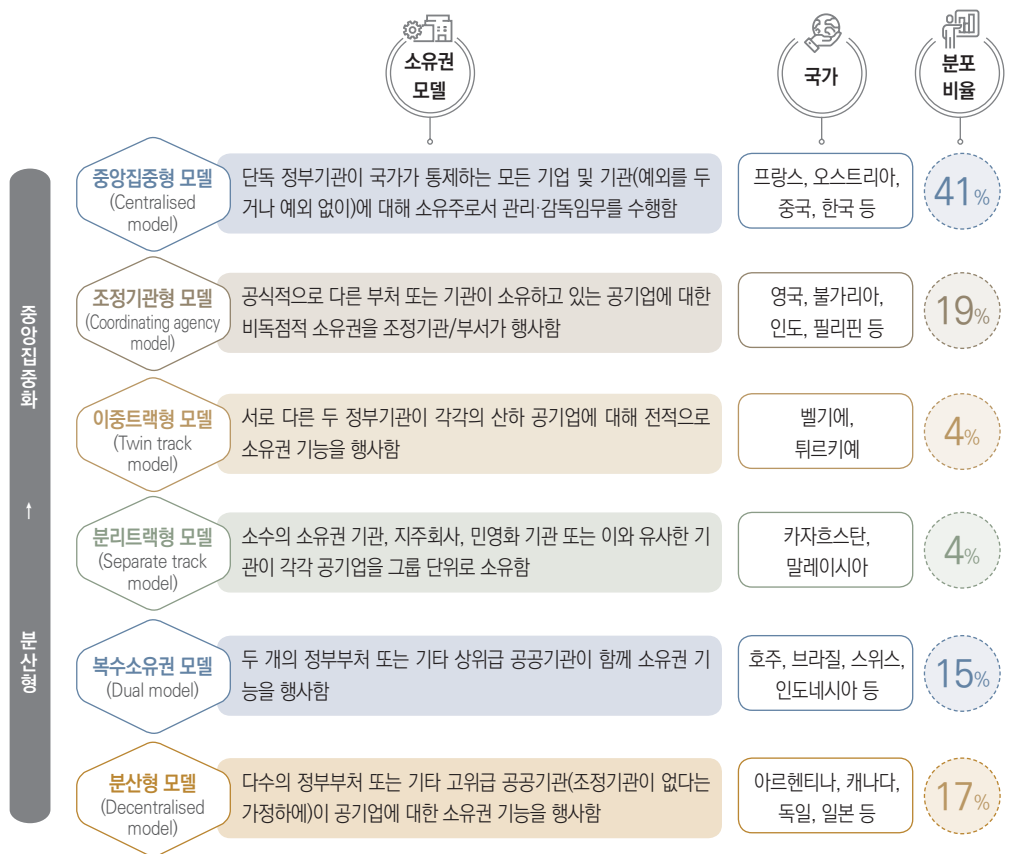 소유권
모델
국가
분포
비율
중앙집중화
↑
분산형
중앙집중형 모델
(Centralised
model)
단독 정부기관이 국가가 통제하는 모든 기업 및 기관(예외를 두
거나 예외 없이)에 대해 소유주로서 관리·감독임무를 수행함
프랑스, 오스트리아,
중국, 한국 등
41%
조정기관형 모델
(Coordinating agency
model)
공식적으로 다른 부처 또는 기관이 소유하고 있는 공기업에 대한
비독점적 소유권을 조정기관/부서가 행사함
영국, 불가리아,
인도, 필리핀 등
19%
이중트랙형 모델
(Twin track
model)
서로 다른 두 정부기관이 각각의 산하 공기업에 대해 전적으로
소유권 기능을 행사함
벨기에,
튀르키예
4%
분리트랙형 모델
(Separate track
model)
소수의 소유권 기관, 지주회사, 민영화 기관 또는 이와 유사한 기
관이 각각 공기업을 그룹 단위로 소유함
카자흐스탄,
말레이시아
4%
복수소유권 모델
(Dual model)
두 개의 정부부처 또는 기타 상위급 공공기관이 함께 소유권 기
능을 행사함
호주, 브라질, 스위스,
인도네시아 등
15%
분산형 모델
(Decentralised
model)
다수의 정부부처 또는 기타 고위급 공공기관(조정기관이 없다는
가정하에)이 공기업에 대한 소유권 기능을 행사함
아르헨티나, 캐나다,
독일, 일본 등
17%